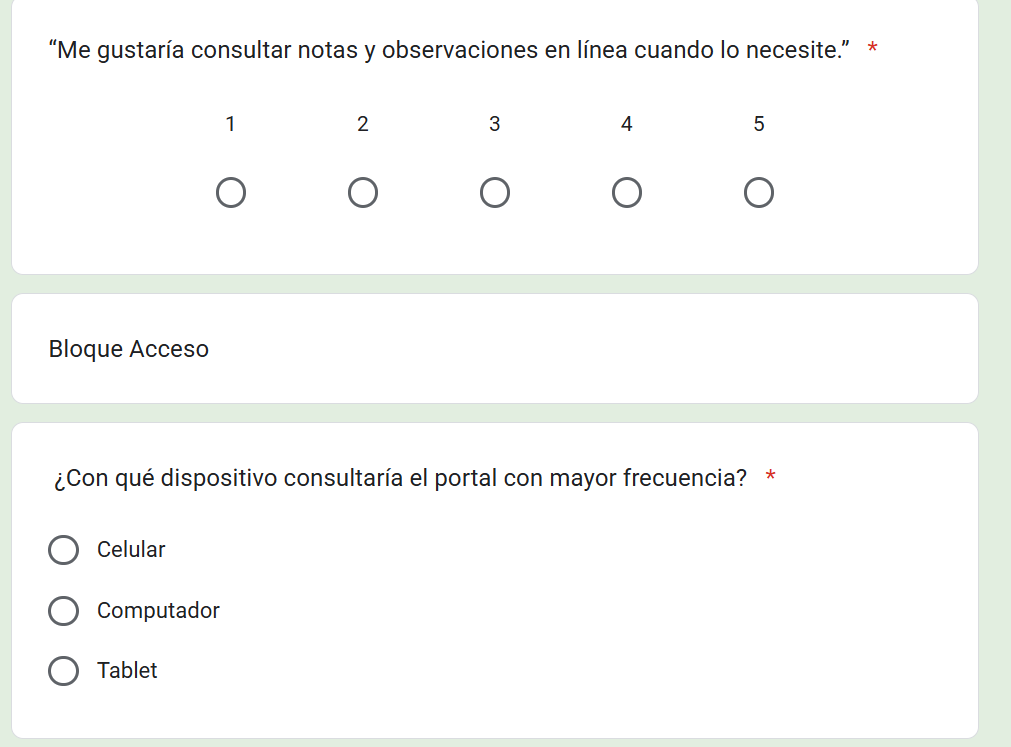 “Me gustaría consultar notas y observaciones en línea cuando lo necesite.” *
1 2 3 4 5
Bloque Acceso
¿Con qué dispositivo consultaría el portal con mayor frecuencia? *
Celular
Computador
Tablet